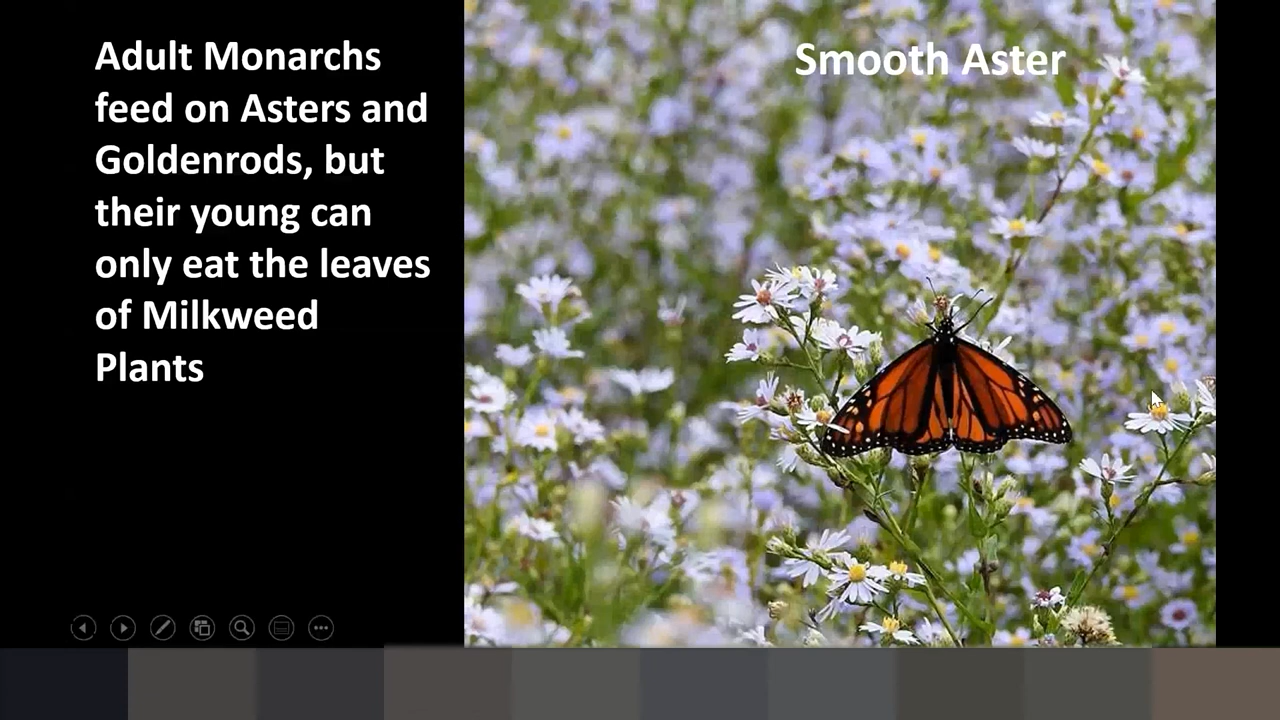 Adult Monarchs
feed on Asters and
Goldenrods, but
their young can
only eat the leaves
of Milkweed
Plants
Smooth Aster